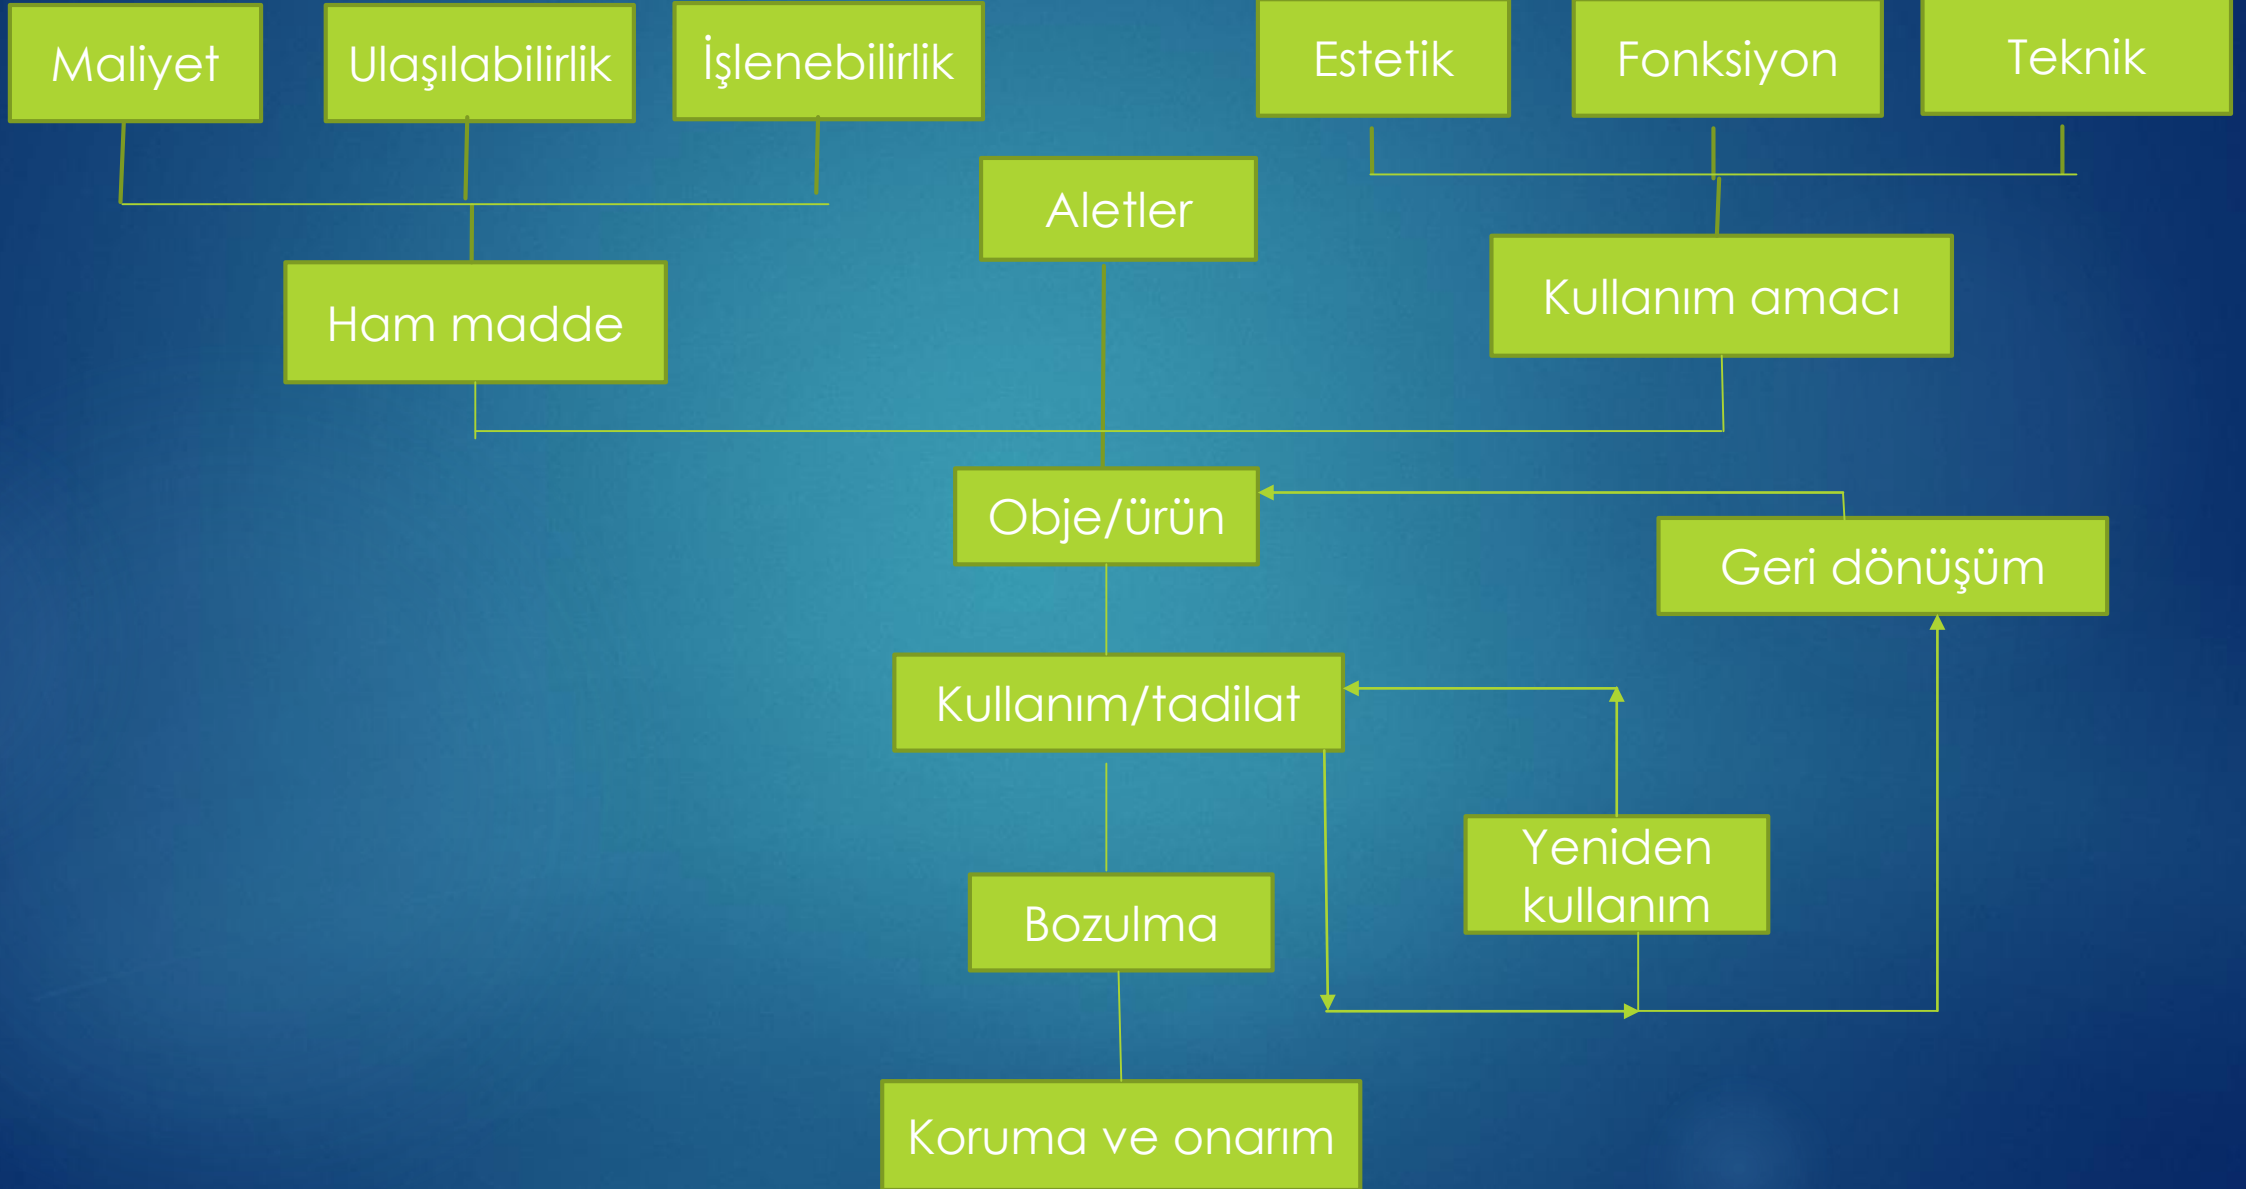 Maliyet
Ulaşılabilirlik
İşlenebilirlik
Estetik
Fonksiyon
Teknik
Aletler
Ham madde
Kullanım amacı
Obje/ürün
Geri dönüşüm
Kullanım/tadilat
Yeniden
kullanım
Bozulma
Koruma ve onarım